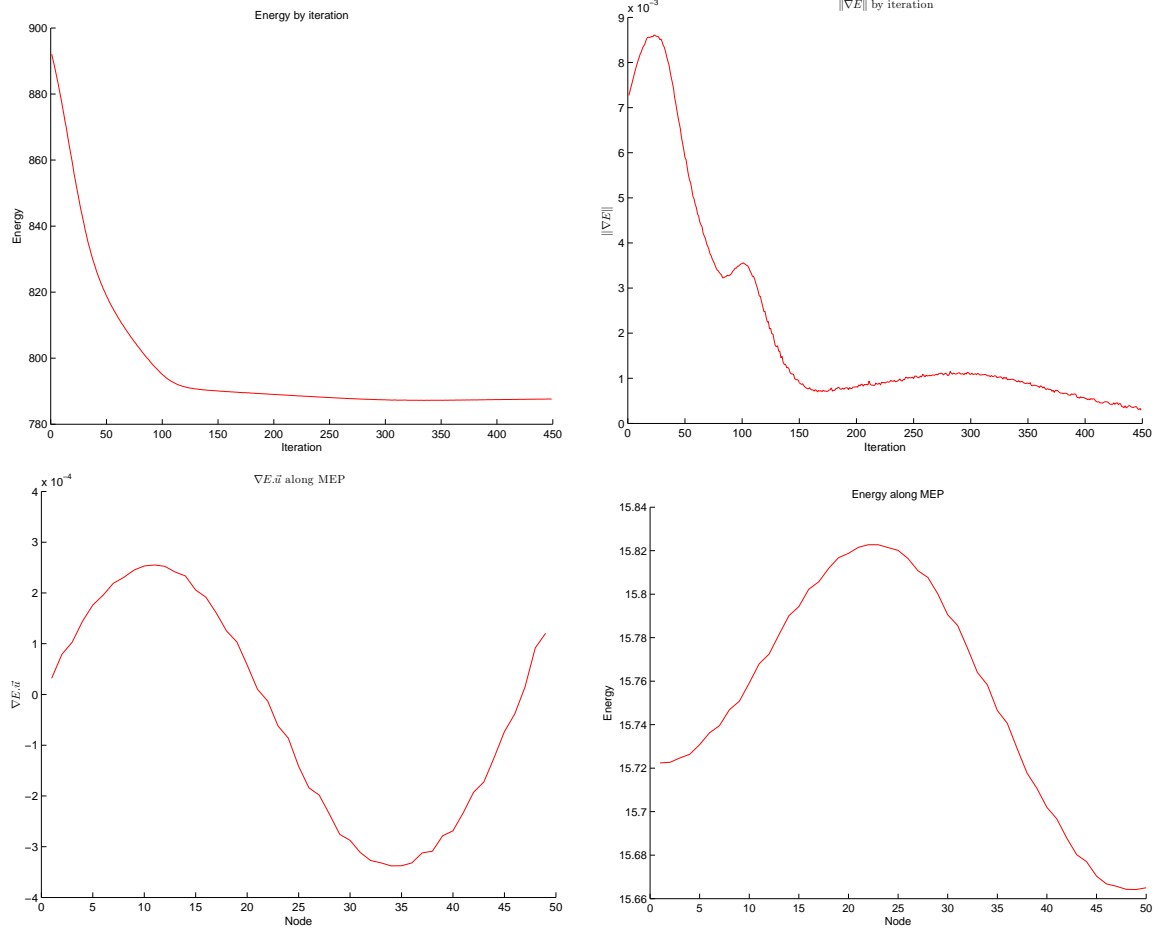 Energy by iteration
900
880
860
840
820
800
780
Energy
0 50 100 150 200 250 300 350 400 450
Iteration
‖∇E‖ by iteration
9 x 10⁻³
8
7
6
5
4
3
2
1
0
‖∇E‖
0 50 100 150 200 250 300 350 400 450
Iteration
∇E.u⃗ along MEP
4 x 10⁻⁴
3
2
1
0
−1
−2
−3
−4
∇E.u⃗
0 5 10 15 20 25 30 35 40 45 50
Node
Energy along MEP
15.84
15.82
15.8
15.78
15.76
15.74
15.72
15.7
15.68
15.66
Energy
0 5 10 15 20 25 30 35 40 45 50
Node